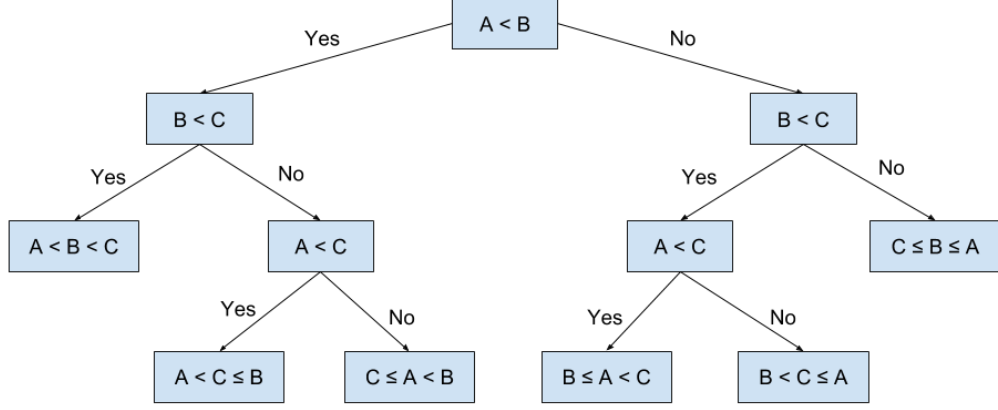 A < B
Yes
No
B < C
B < C
Yes
No
Yes
No
A < B < C
A < C
A < C
C ≤ B ≤ A
Yes
No
Yes
No
A < C ≤ B
C ≤ A < B
B ≤ A < C
B < C ≤ A